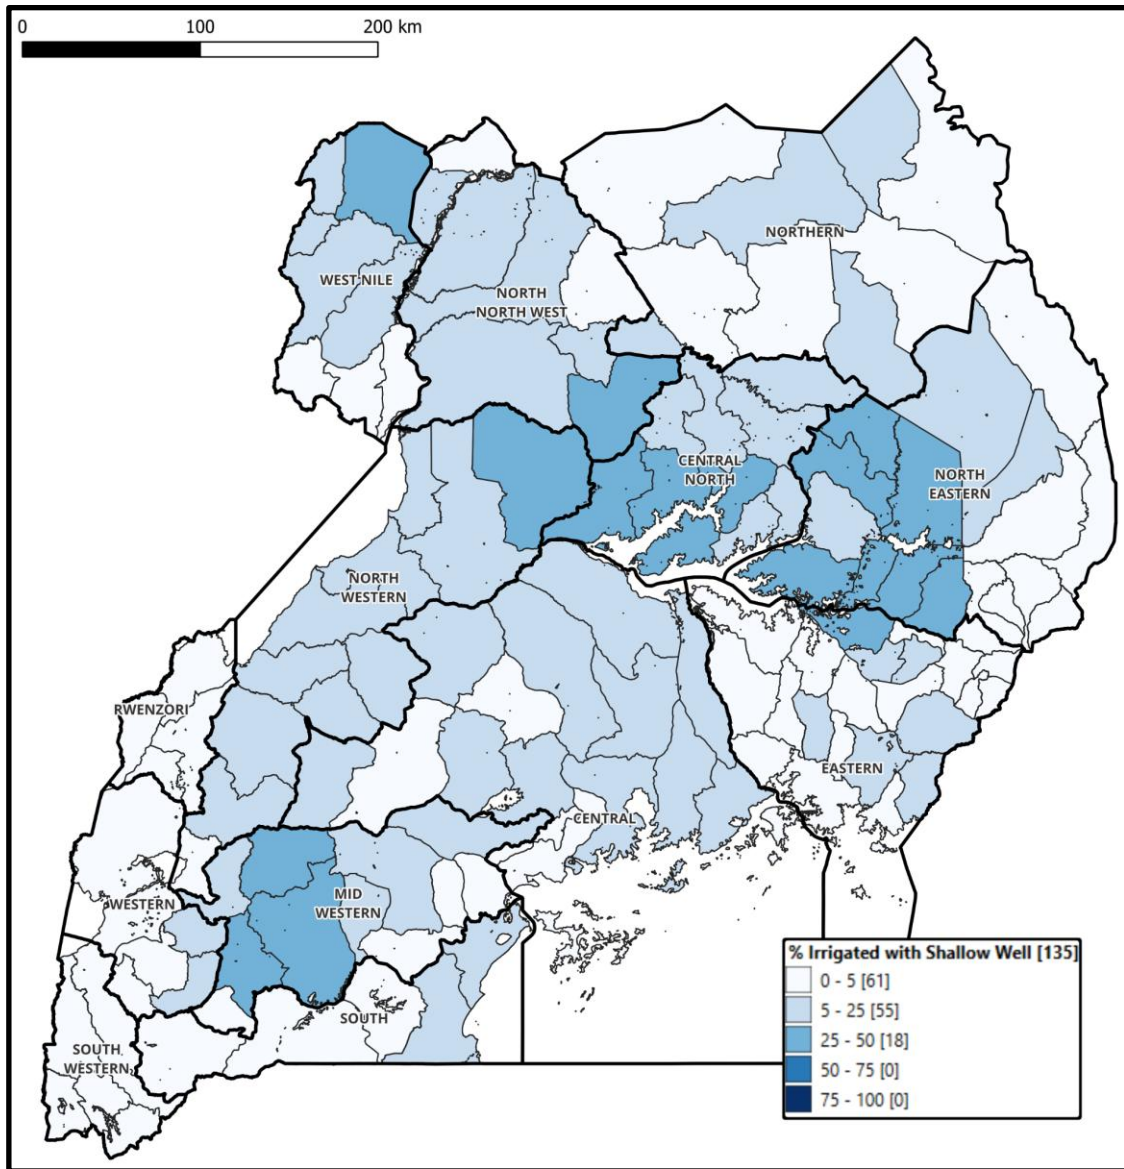 0 100 200 km
NORTHERN
WEST NILE
NORTH
NORTH WEST
CENTRAL
NORTH
NORTH
EASTERN
NORTH
WESTERN
RWENZORI
EASTERN
CENTRAL
MID
WESTERN
WESTERN
SOUTH
SOUTH
WESTERN
% Irrigated with Shallow Well [135]
0 - 5 [61]
5 - 25 [55]
25 - 50 [18]
50 - 75 [0]
75 - 100 [0]